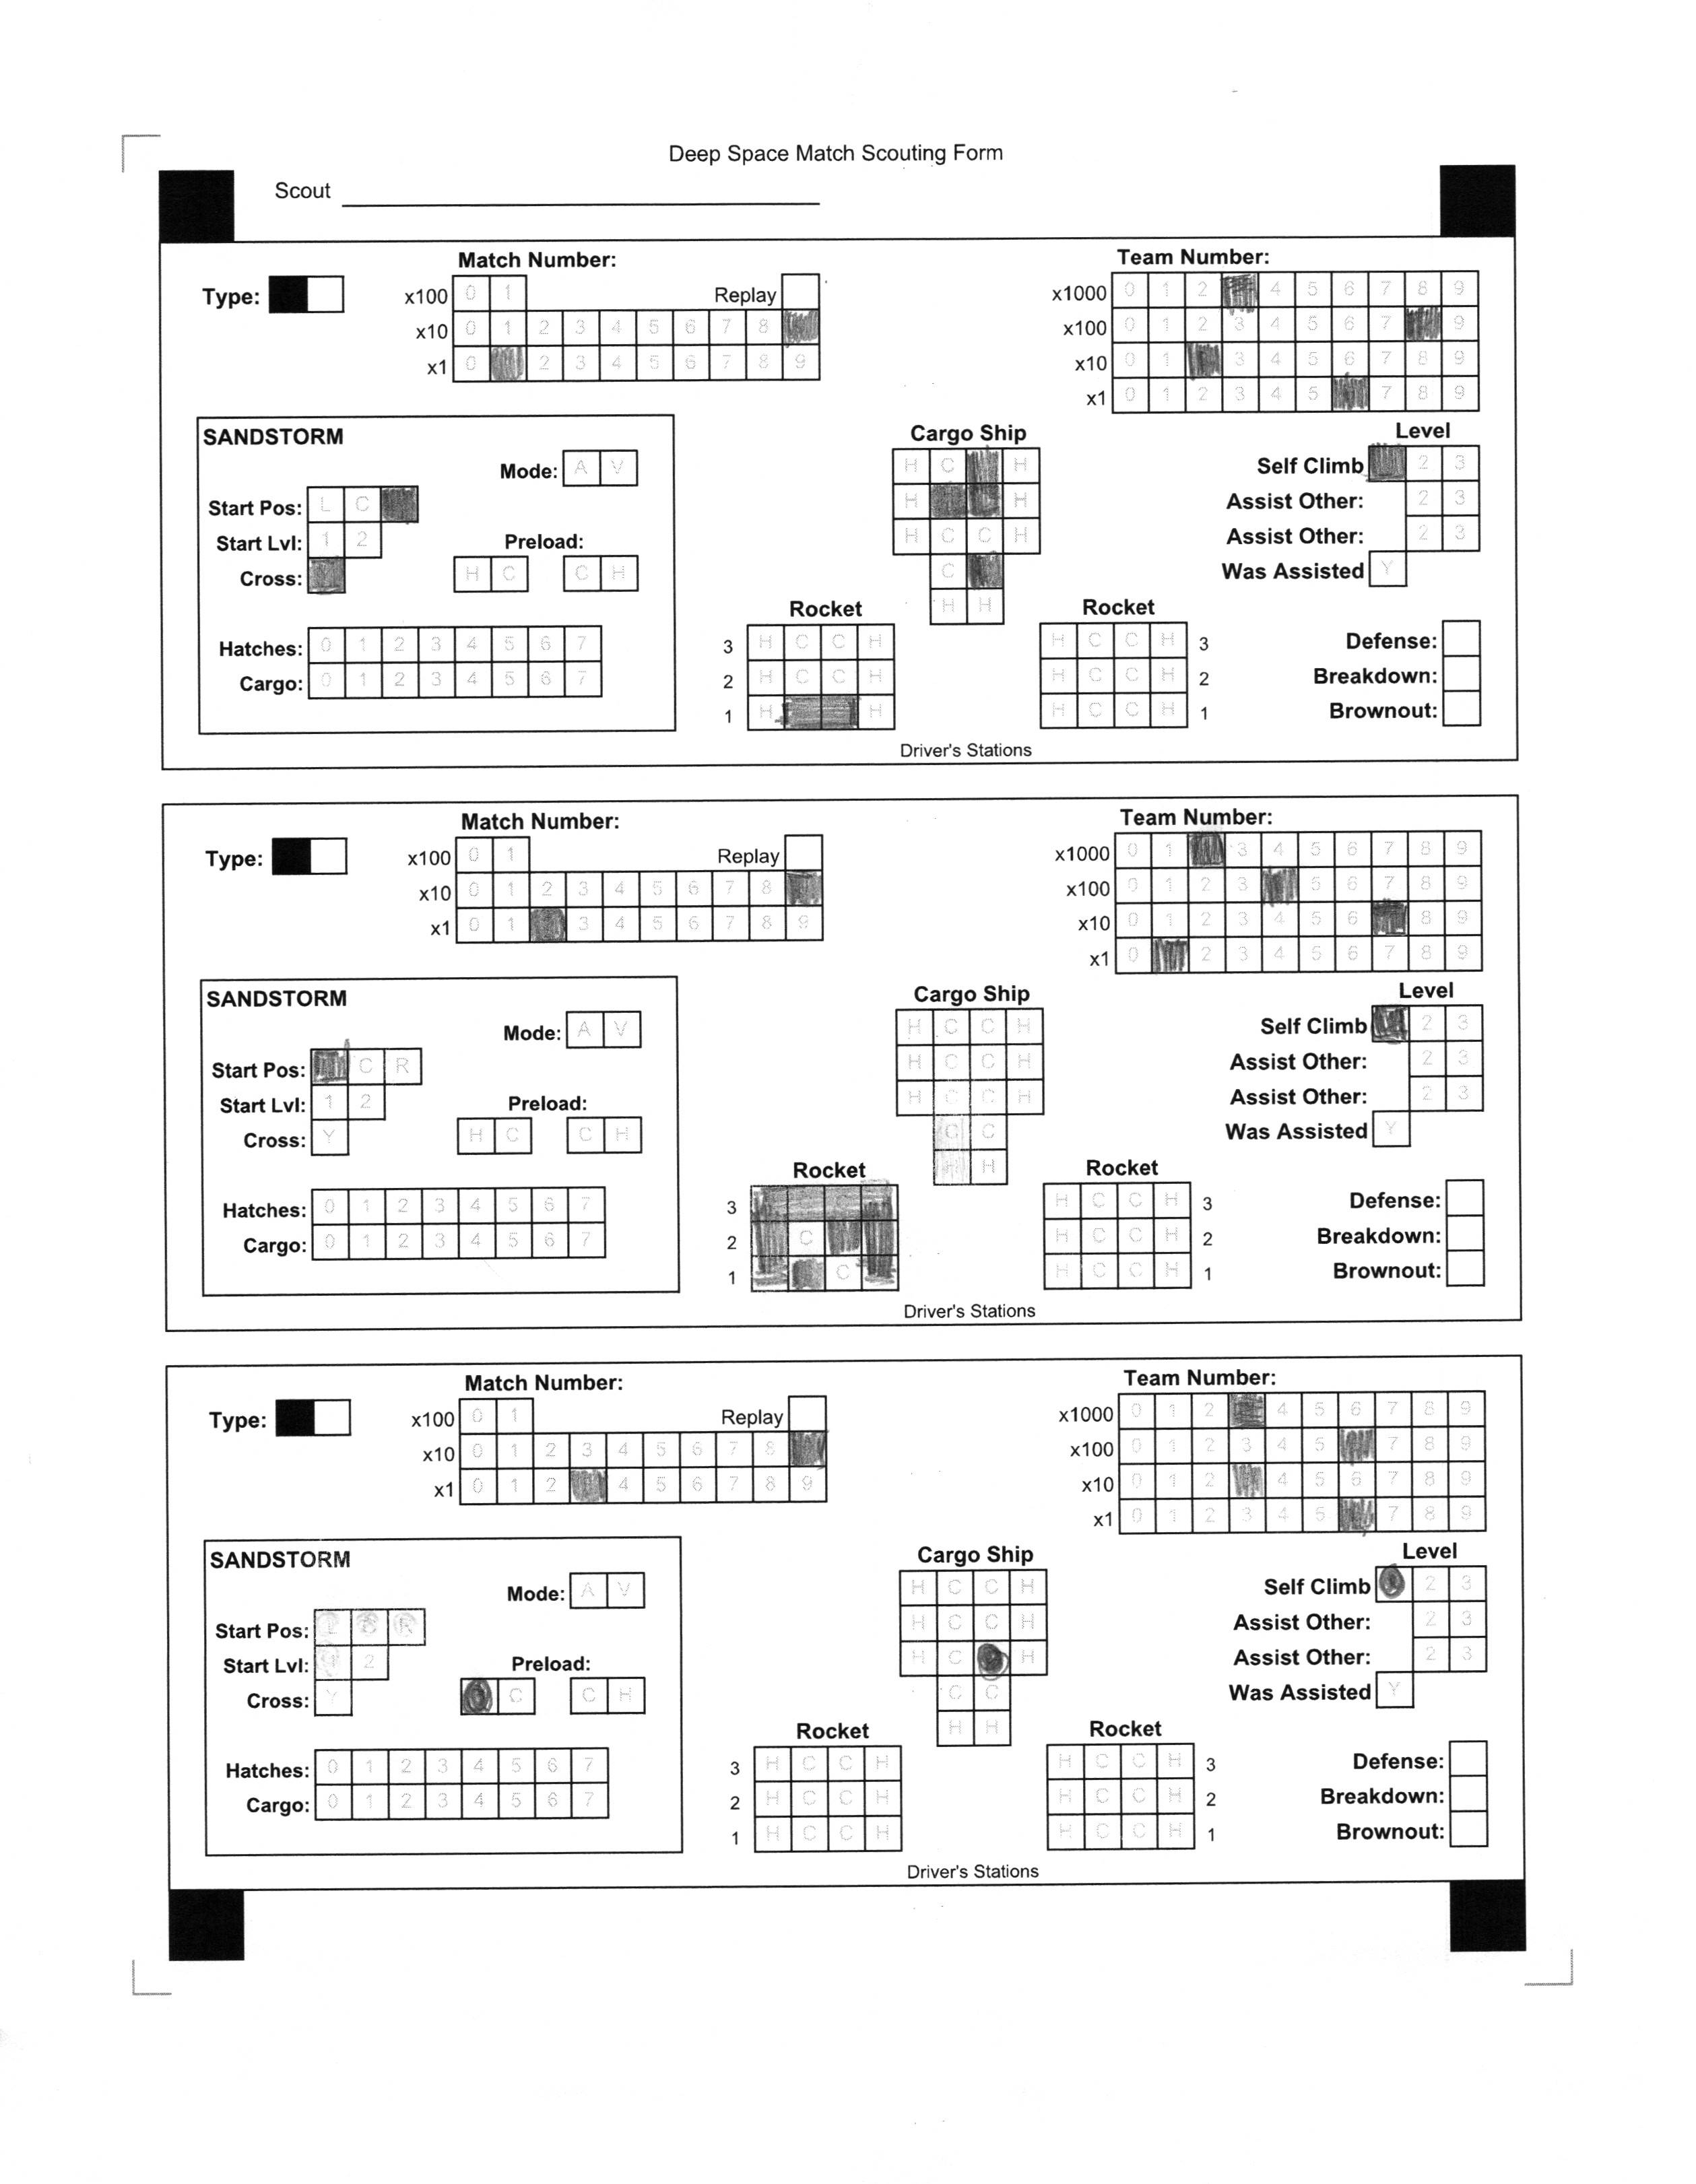 Deep Space Match Scouting Form
Scout
Match Number: Team Number:
Type: x100 0 1 Replay x1000 0 1 2 4 5 6 7 8 9
x10 0 1 2 3 4 5 6 7 8 x100 0 1 2 3 4 5 6 7 9
x1 0 2 3 4 5 6 7 8 9 x10 0 1 3 4 5 6 7 8 9
x1 0 1 2 3 4 5 7 8 9
SANDSTORM Cargo Ship Level
Mode: A V H C H Self Climb 2 3
Start Pos: L C H H Assist Other: 2 3
Start Lvl: 1 2 Preload: H C C H Assist Other: 2 3
Cross: H C C H C Was Assisted Y
H H
Rocket Rocket
Hatches: 0 1 2 3 4 5 6 7 3 H C C H H C C H 3 Defense:
Cargo: 0 1 2 3 4 5 6 7 2 H C C H H C C H 2 Breakdown:
1 H H H C C H 1 Brownout:
Driver's Stations
Match Number: Team Number:
Type: x100 0 1 Replay x1000 0 1 3 4 5 6 7 8 9
x10 0 1 2 3 4 5 6 7 8 x100 0 1 2 3 5 6 7 8 9
x1 0 1 3 4 5 6 7 8 9 x10 0 1 2 3 4 5 6 8 9
x1 0 2 3 4 5 6 7 8 9
SANDSTORM Cargo Ship Level
Mode: A V H C C H Self Climb 2 3
Start Pos: C R H C C H Assist Other: 2 3
Start Lvl: 1 2 Preload: H C C H Assist Other: 2 3
Cross: Y H C C H C C Was Assisted Y
H H
Rocket Rocket
Hatches: 0 1 2 3 4 5 6 7 3 H C C H 3 Defense:
Cargo: 0 1 2 3 4 5 6 7 2 C H C C H 2 Breakdown:
1 C H C C H 1 Brownout:
Driver's Stations
Match Number: Team Number:
Type: x100 0 1 Replay x1000 0 1 2 4 5 6 7 8 9
x10 0 1 2 3 4 5 6 7 8 x100 0 1 2 3 4 5 7 8 9
x1 0 1 2 4 5 6 7 8 9 x10 0 1 2 4 5 6 7 8 9
x1 0 1 2 3 4 5 7 8 9
SANDSTORM Cargo Ship Level
Mode: A V H C C H Self Climb 2 3
Start Pos: L C R H C C H Assist Other: 2 3
Start Lvl: 1 2 Preload: H C H Assist Other: 2 3
Cross: Y C C H C C Was Assisted Y
H H
Rocket Rocket
Hatches: 0 1 2 3 4 5 6 7 3 H C C H H C C H 3 Defense:
Cargo: 0 1 2 3 4 5 6 7 2 H C C H H C C H 2 Breakdown:
1 H C C H H C C H 1 Brownout:
Driver's Stations